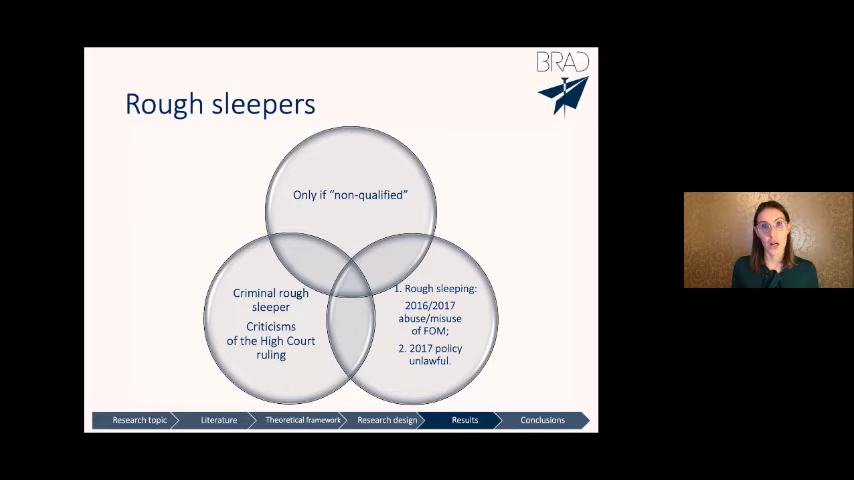 BRAD
Rough sleepers
Only if “non-qualified”
Criminal rough
sleeper
Criticisms
of the High Court
ruling
1. Rough sleeping:
2016/2017
abuse/misuse
of FOM;
2. 2017 policy
unlawful.
Research topic
Literature
Theoretical framework
Research design
Results
Conclusions